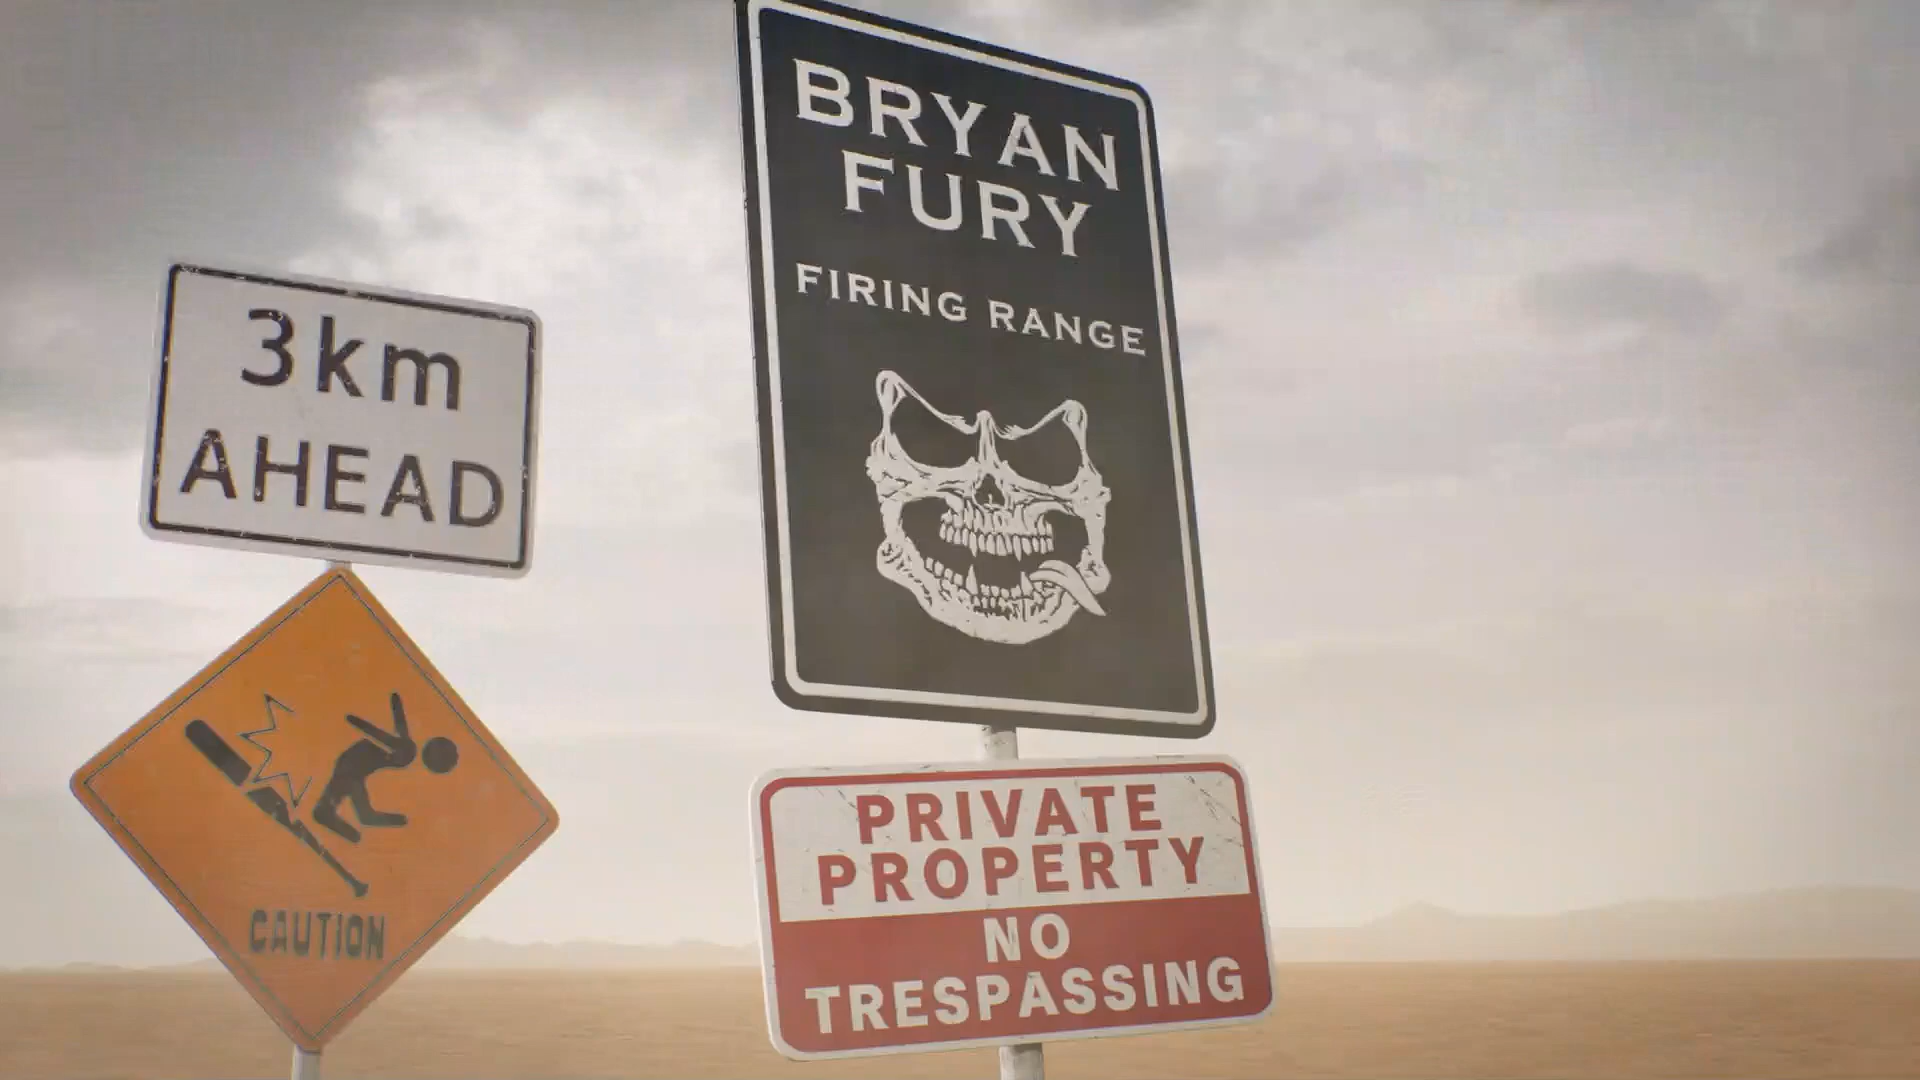 3km
AHEAD
CAUTION
BRYAN
FURY
FIRING RANGE
PRIVATE
PROPERTY
NO
TRESPASSING